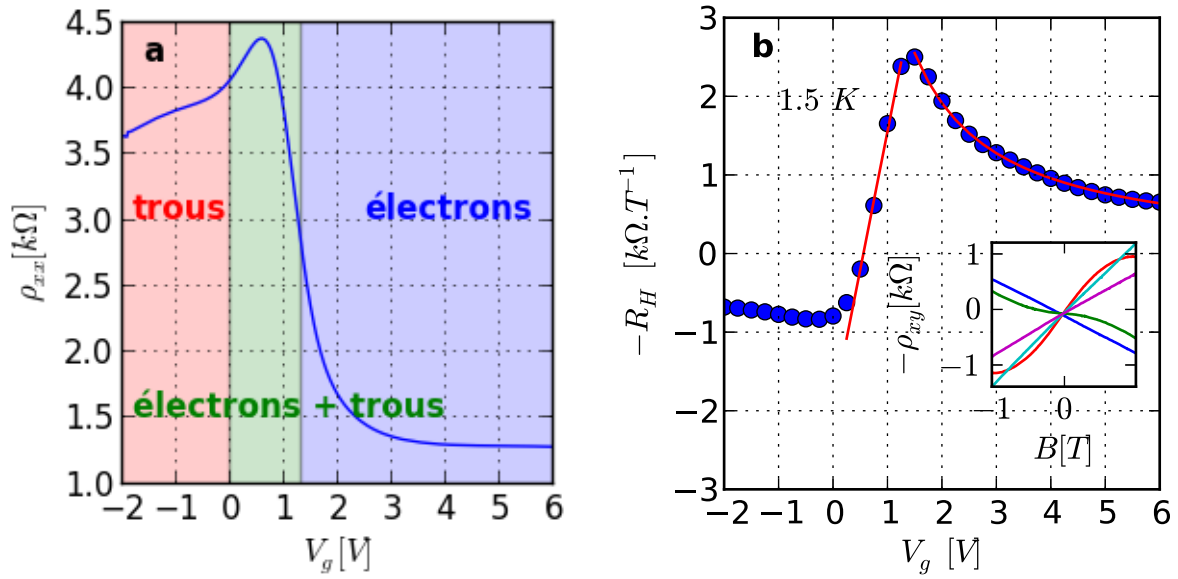 a
4.5
4.0
3.5
3.0
2.5
2.0
1.5
1.0
ρxx[kΩ]
trous
électrons
électrons + trous
−2 −1 0 1 2 3 4 5 6
Vg [V]
b
1.5 K
3
2
1
0
−1
−2
−3
−RH [kΩ.T⁻¹]
−2 −1 0 1 2 3 4 5 6
Vg [V]
1
0
−1
−ρxy[kΩ]
−1 0
B[T]